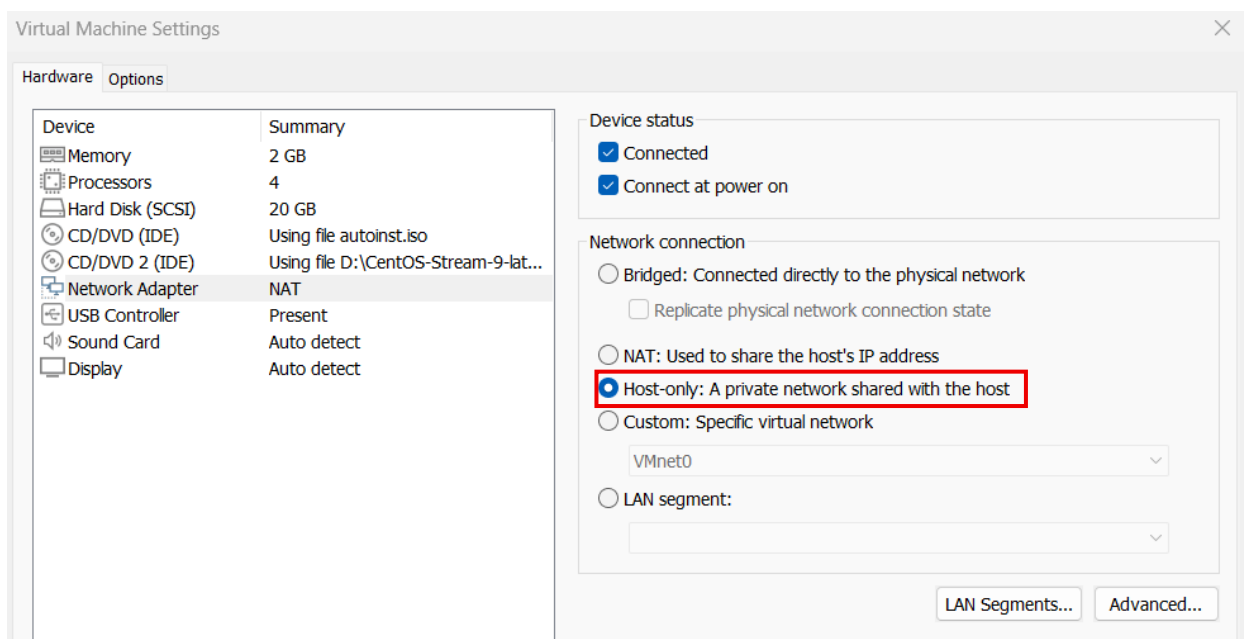 Virtual Machine Settings
Hardware Options
Device Summary
Memory 2 GB
Processors 4
Hard Disk (SCSI) 20 GB
CD/DVD (IDE) Using file autoinst.iso
CD/DVD 2 (IDE) Using file D:\CentOS-Stream-9-lat...
Network Adapter NAT
USB Controller Present
Sound Card Auto detect
Display Auto detect
Device status
Connected
Connect at power on
Network connection
Bridged: Connected directly to the physical network
Replicate physical network connection state
NAT: Used to share the host's IP address
Host-only: A private network shared with the host
Custom: Specific virtual network
VMnet0
LAN segment:
LAN Segments... Advanced...